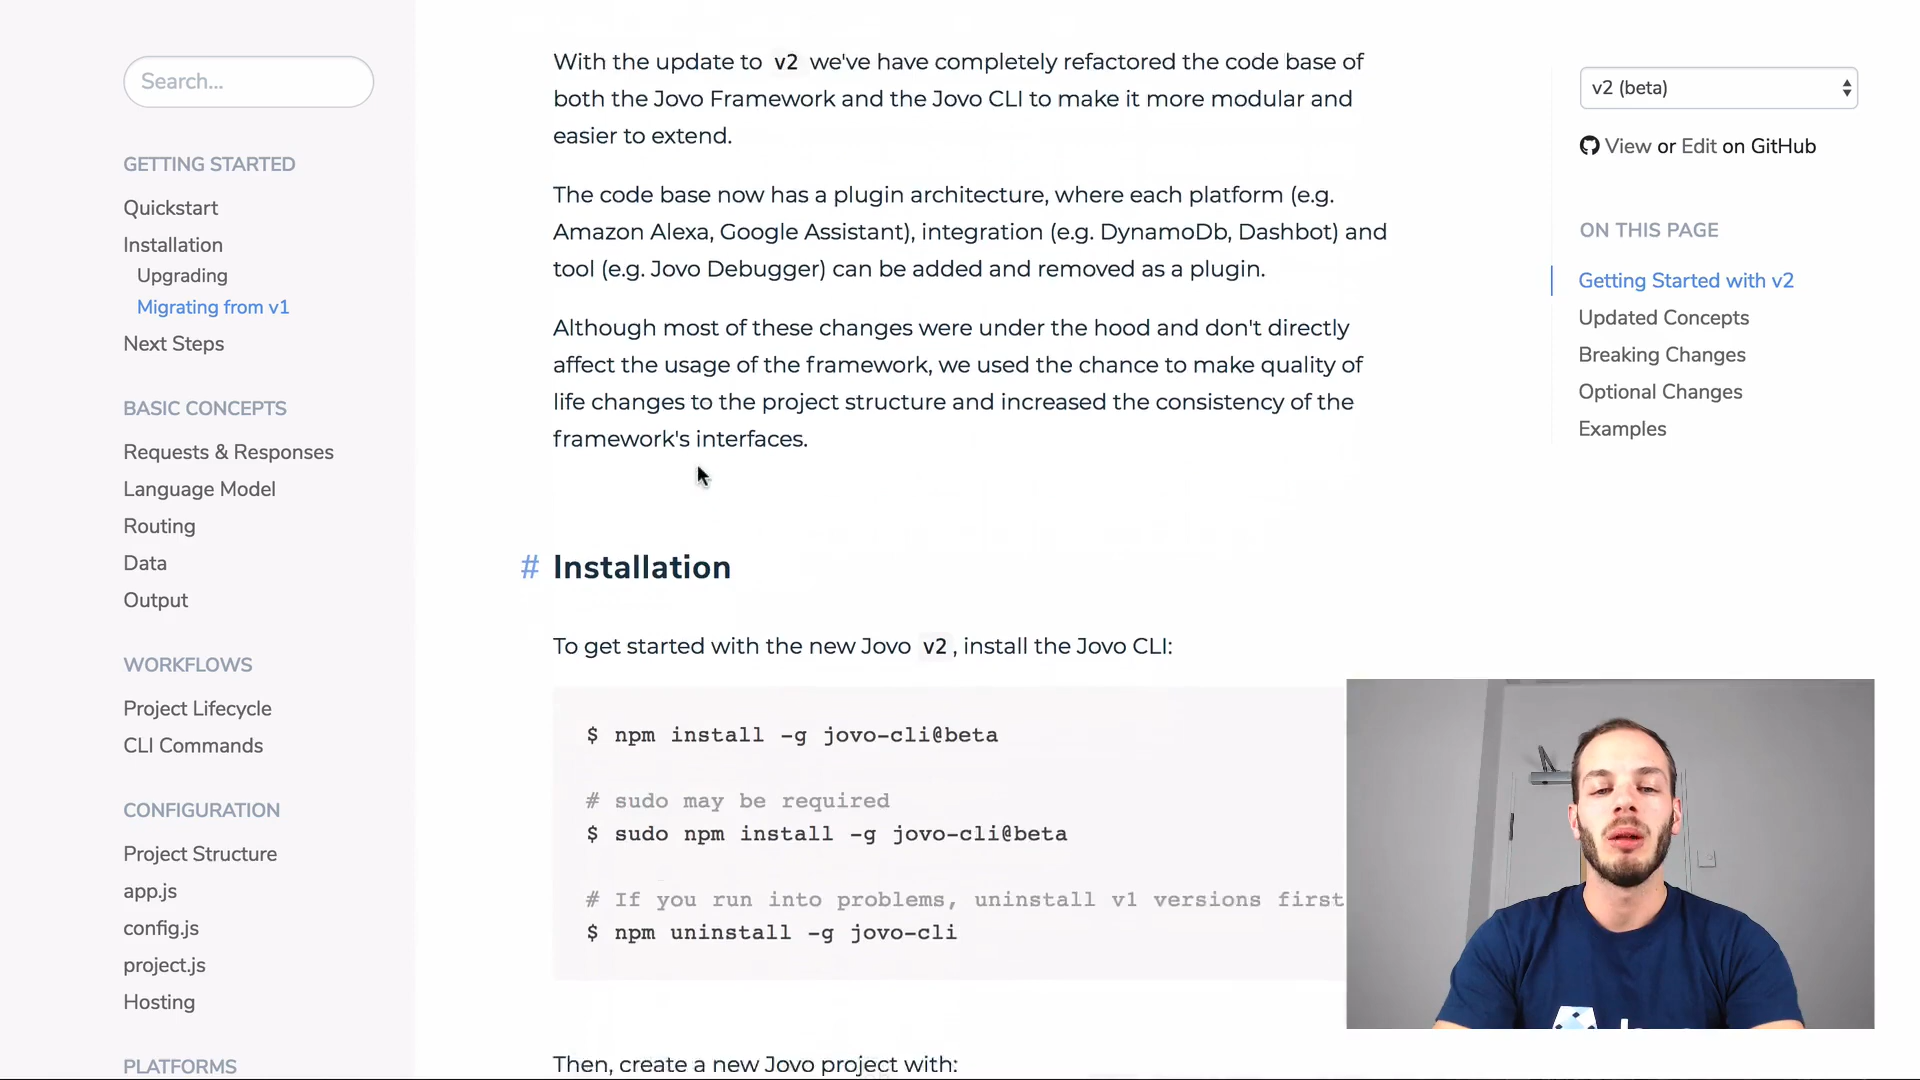 Search...
GETTING STARTED
Quickstart
Installation
Upgrading
Migrating from v1
Next Steps
BASIC CONCEPTS
Requests & Responses
Language Model
Routing
Data
Output
WORKFLOWS
Project Lifecycle
CLI Commands
CONFIGURATION
Project Structure
app.js
config.js
project.js
Hosting
PLATFORMS
With the update to v2 we've have completely refactored the code base of
both the Jovo Framework and the Jovo CLI to make it more modular and
easier to extend.
The code base now has a plugin architecture, where each platform (e.g.
Amazon Alexa, Google Assistant), integration (e.g. DynamoDb, Dashbot) and
tool (e.g. Jovo Debugger) can be added and removed as a plugin.
Although most of these changes were under the hood and don't directly
affect the usage of the framework, we used the chance to make quality of
life changes to the project structure and increased the consistency of the
framework's interfaces.
# Installation
To get started with the new Jovo v2, install the Jovo CLI:
$ npm install -g jovo-cli@beta
# sudo may be required
$ sudo npm install -g jovo-cli@beta
# If you run into problems, uninstall v1 versions first
$ npm uninstall -g jovo-cli
Then, create a new Jovo project with:
v2 (beta)
View or Edit on GitHub
ON THIS PAGE
Getting Started with v2
Updated Concepts
Breaking Changes
Optional Changes
Examples